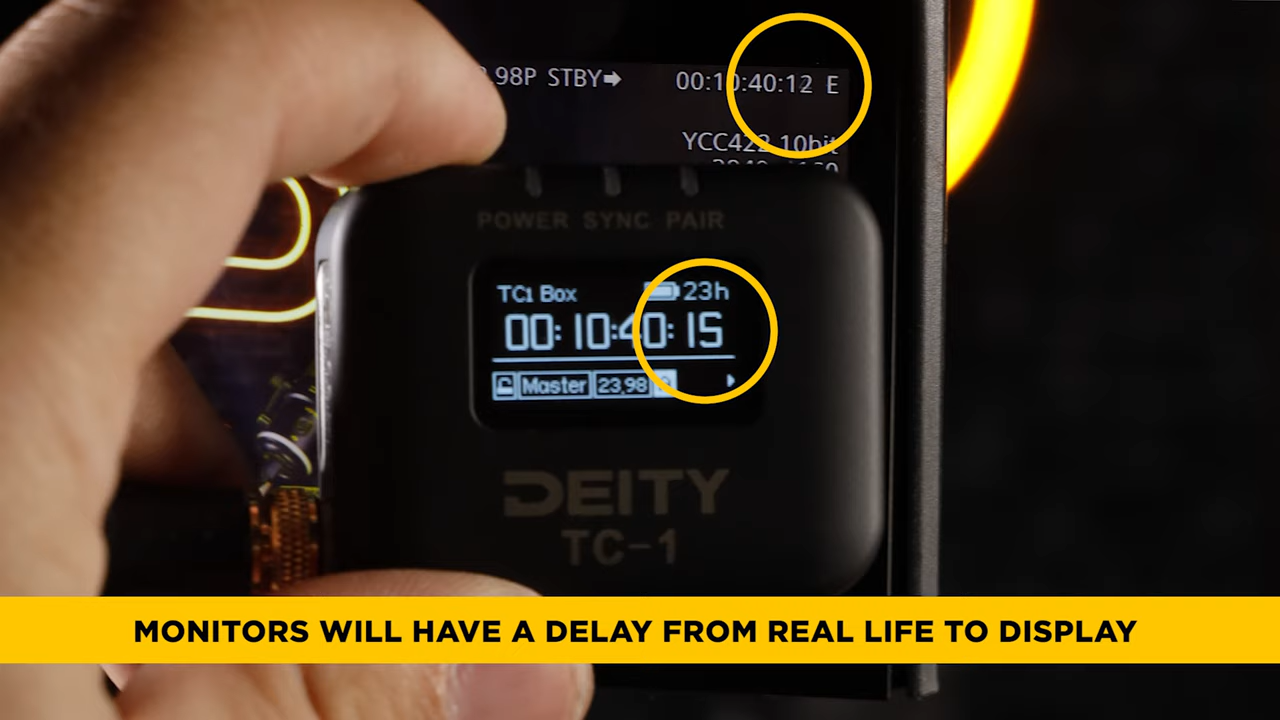 .98P STBY➡ 00:10:40:12 E
YCC422 10bit
POWER SYNC PAIR
TC1 Box 23h
00:10:40:15
Master 23.98
DEITY
TC-1
MONITORS WILL HAVE A DELAY FROM REAL LIFE TO DISPLAY